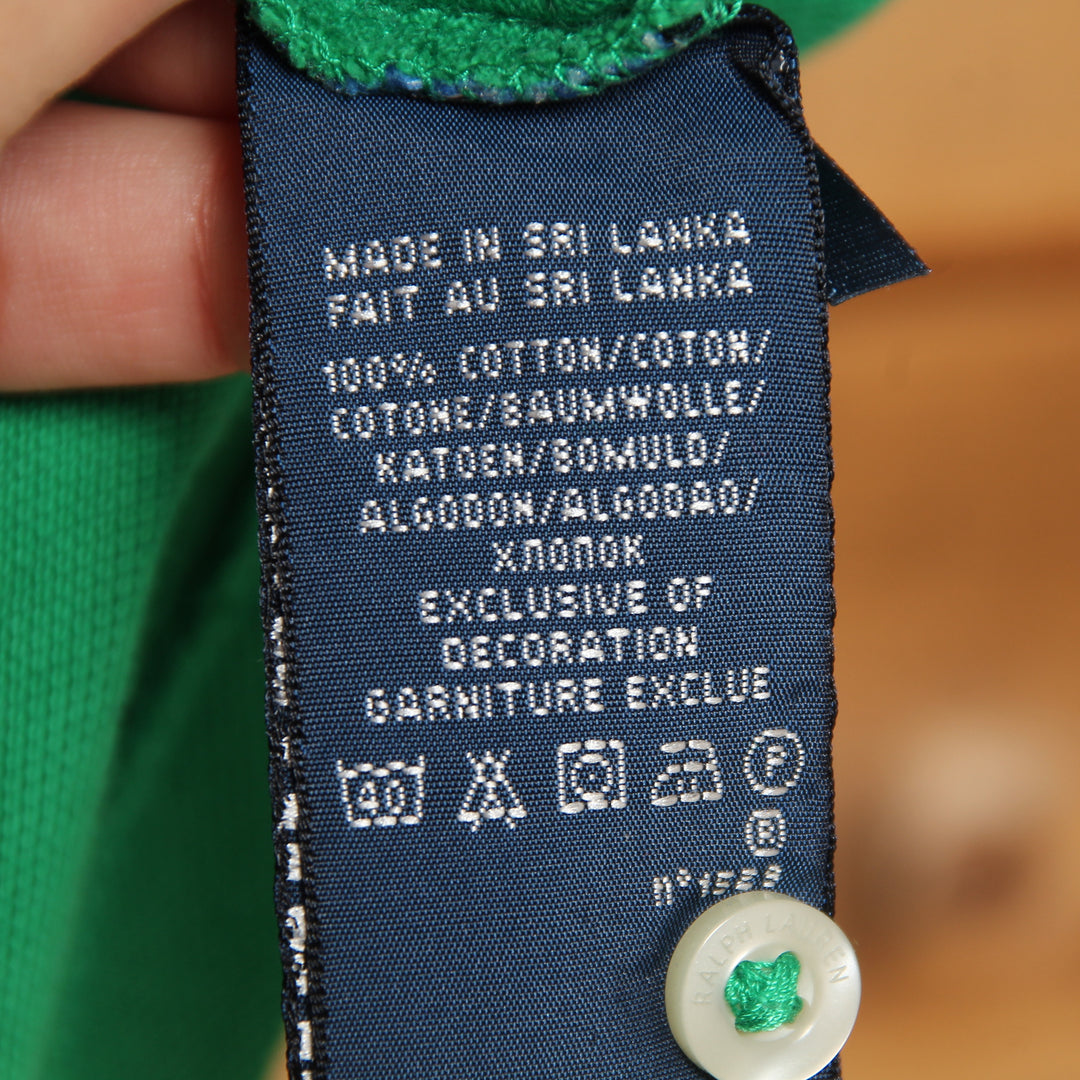 MADE IN SRI LANKA
FAIT AU SRI LANKA
100% COTTON/COTON/
COTONE/BAUMWOLLE/
KATOEN/BOMULD/
ALGODON/ALGODAO/
ХЛОПОК
EXCLUSIVE OF
DECORATION
GARNITURE EXCLUE
40
P
®
RALPH LAUREN